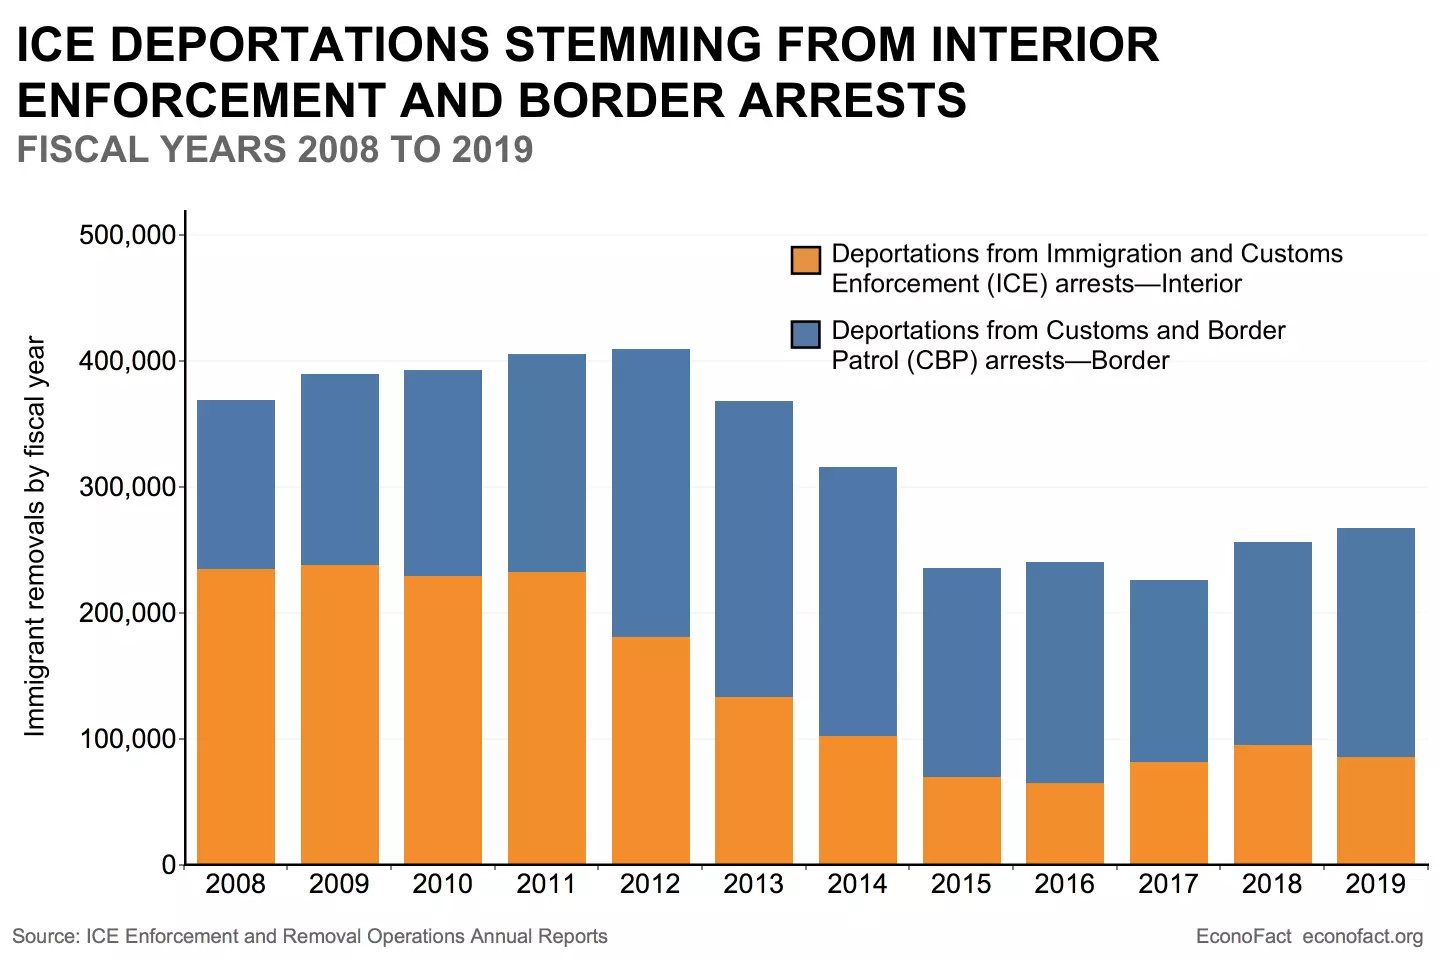 ICE DEPORTATIONS STEMMING FROM INTERIOR
ENFORCEMENT AND BORDER ARRESTS
FISCAL YEARS 2008 TO 2019
Deportations from Immigration and Customs
Enforcement (ICE) arrests—Interior
Deportations from Customs and Border
Patrol (CBP) arrests—Border
Immigrant removals by fiscal year
500,000
400,000
300,000
200,000
100,000
0
2008 2009 2010 2011 2012 2013 2014 2015 2016 2017 2018 2019
Source: ICE Enforcement and Removal Operations Annual Reports
EconoFact econofact.org